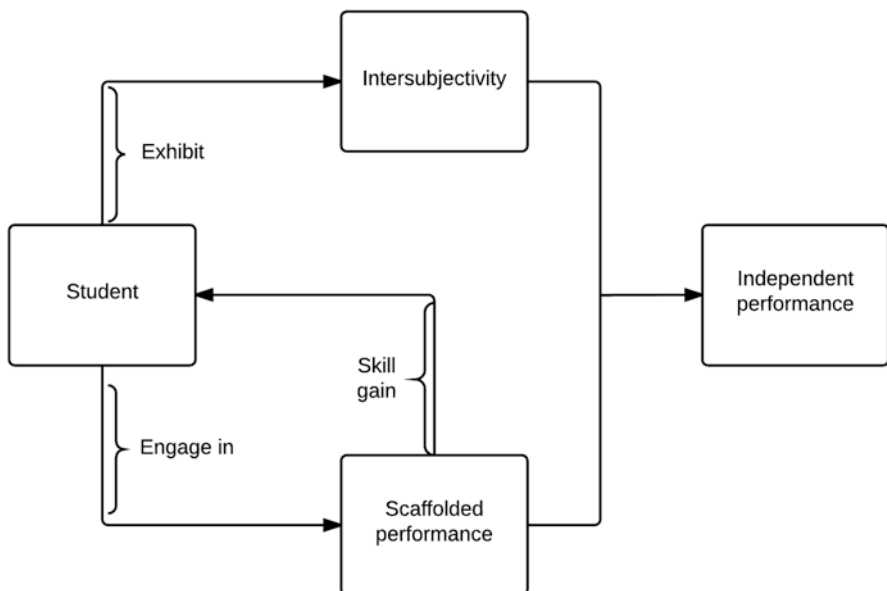 Intersubjectivity
Exhibit
Student
Independent
performance
Skill
gain
Engage in
Scaffolded
performance